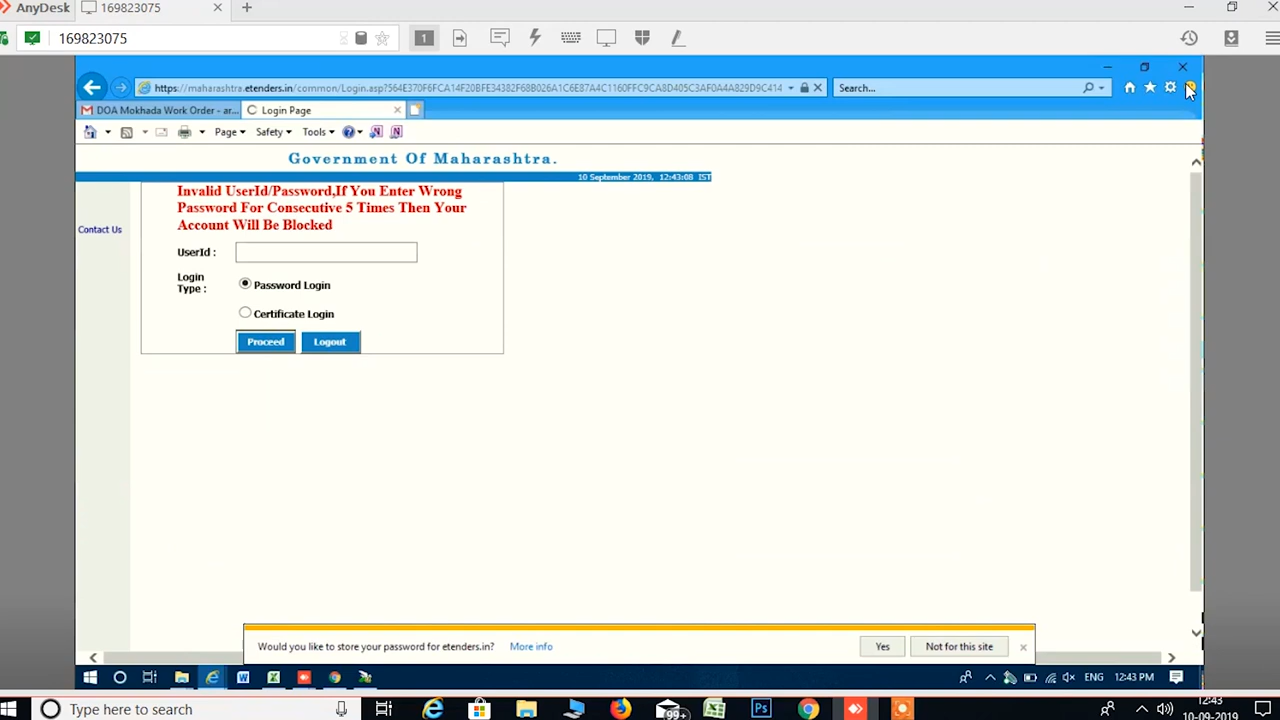 AnyDesk
169823075
169823075
1
https://maharashtra.etenders.in/common/Login.asp?564E370F6FCA14F20BFE34382F68B026A1C6E87A4C1160FFC9CA8D405C3AF0A4A829D9C414
Search...
DOA Mokhada Work Order - ar...
Login Page
Page
Safety
Tools
Government Of Maharashtra.
10 September 2019, 12:43:08 IST
Invalid UserId/Password,If You Enter Wrong
Password For Consecutive 5 Times Then Your
Account Will Be Blocked
Contact Us
UserId :
Login
Type :
Password Login
Certificate Login
Proceed
Logout
Would you like to store your password for etenders.in?
More info
Yes
Not for this site
ENG
12:43 PM
Type here to search
99+
Ps
12:43
10-09-2019